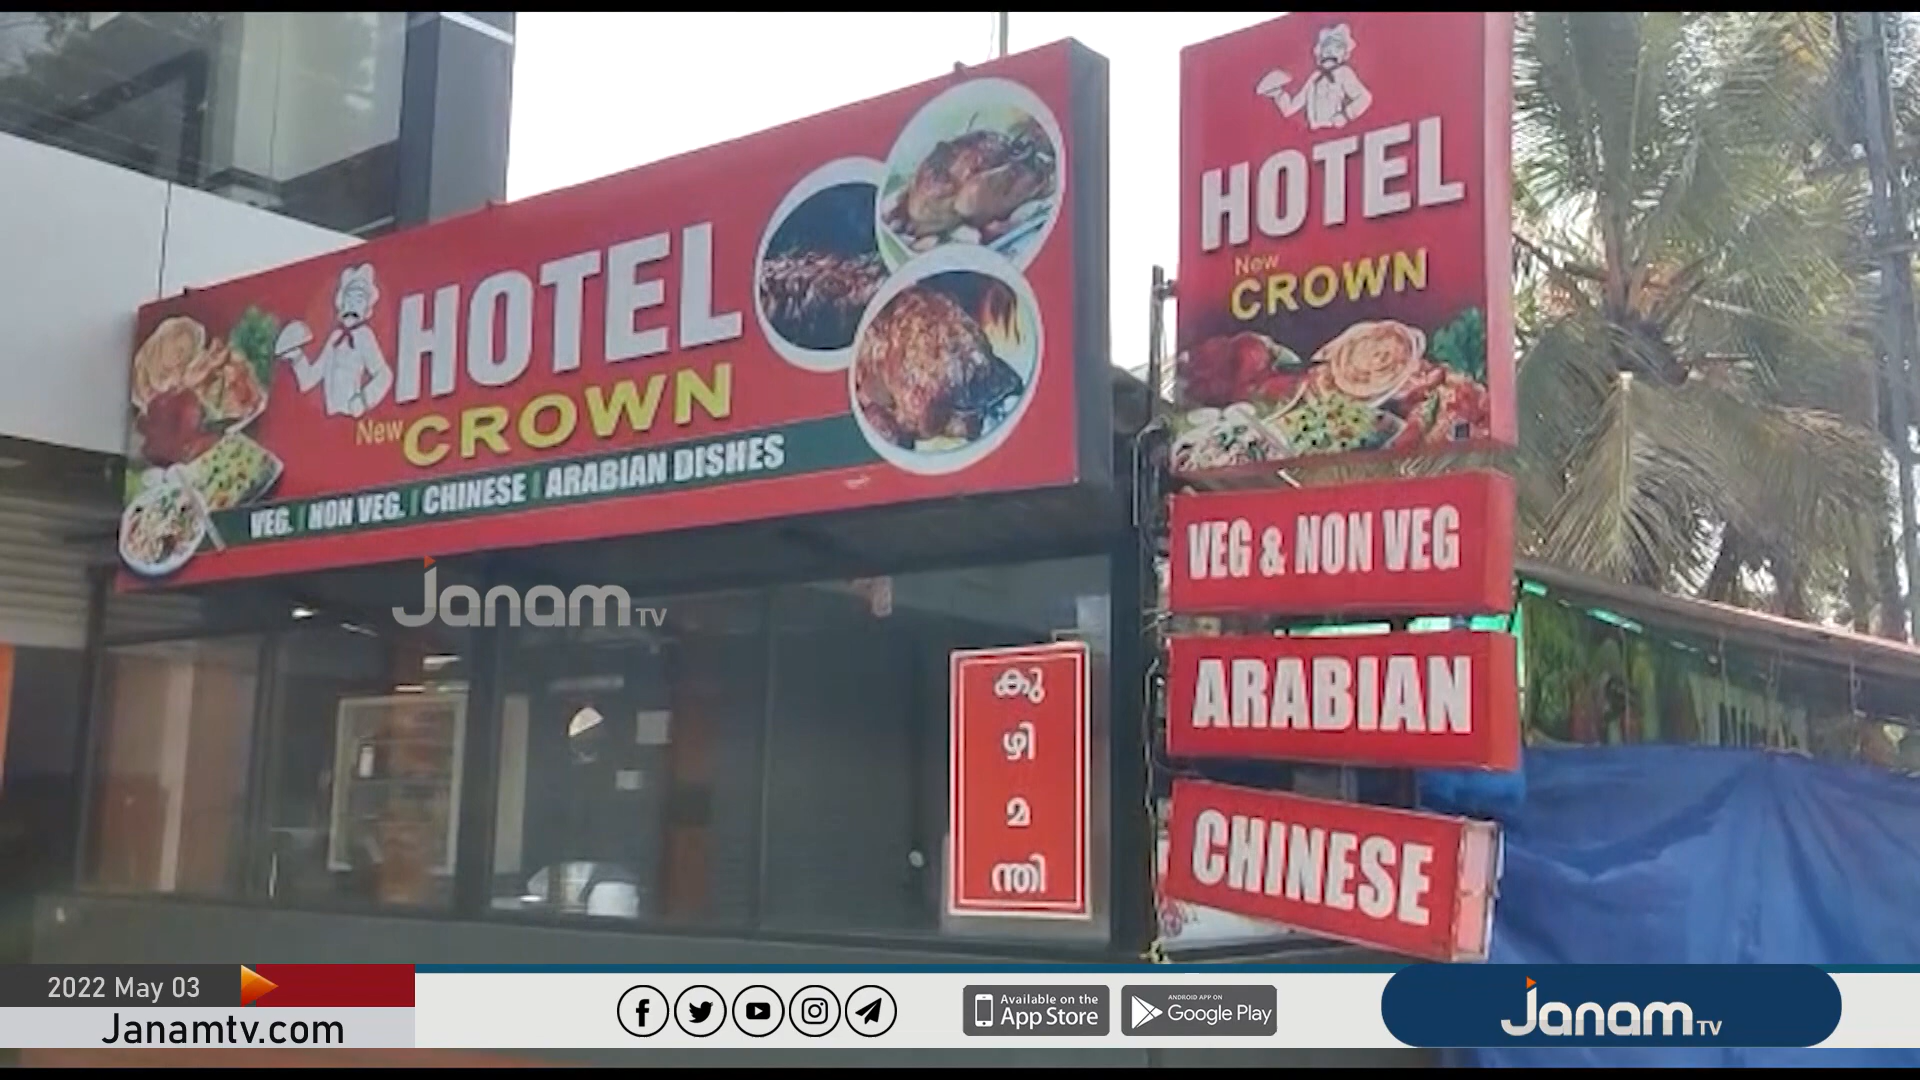 HOTEL
New CROWN
VEG. | NON VEG. | CHINESE | ARABIAN DISHES
HOTEL
New
CROWN
VEG & NON VEG
ARABIAN
CHINESE
കു
ഴി
മ
ന്തി
Janam TV
2022 May 03
Janamtv.com
Available on the
App Store
ANDROID APP ON
Google Play
Janam TV